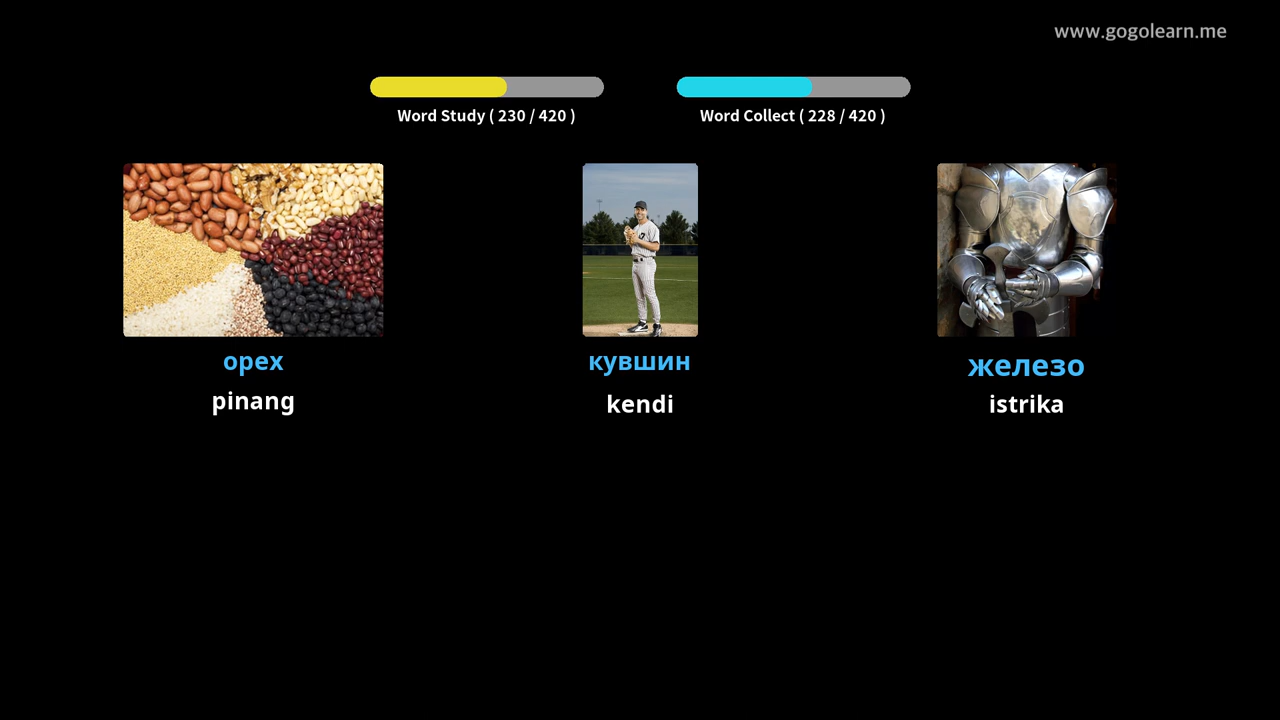 www.gogolearn.me
Word Study ( 230 / 420 )
Word Collect ( 228 / 420 )
орех
кувшин
железо
pinang
kendi
istrika